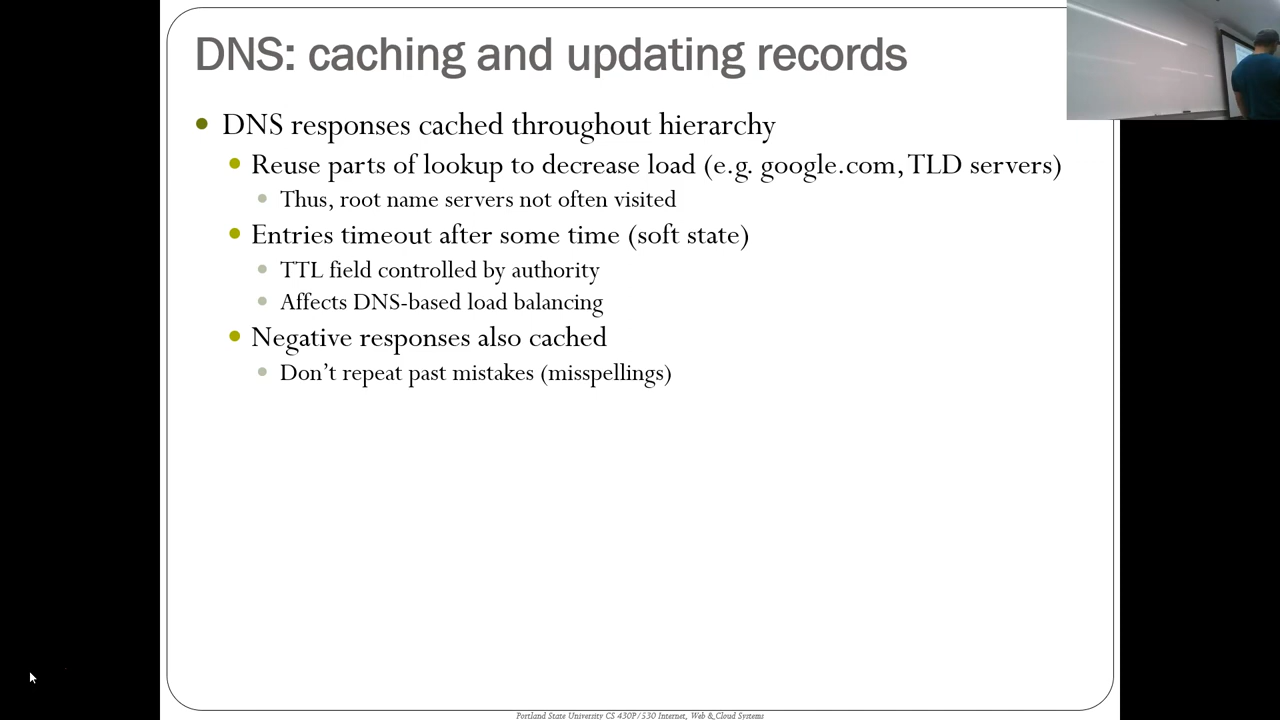 DNS: caching and updating records
DNS responses cached throughout hierarchy
Reuse parts of lookup to decrease load (e.g. google.com, TLD servers)
Thus, root name servers not often visited
Entries timeout after some time (soft state)
TTL field controlled by authority
Affects DNS-based load balancing
Negative responses also cached
Don’t repeat past mistakes (misspellings)
Portland State University CS 430P/530 Internet, Web & Cloud Systems